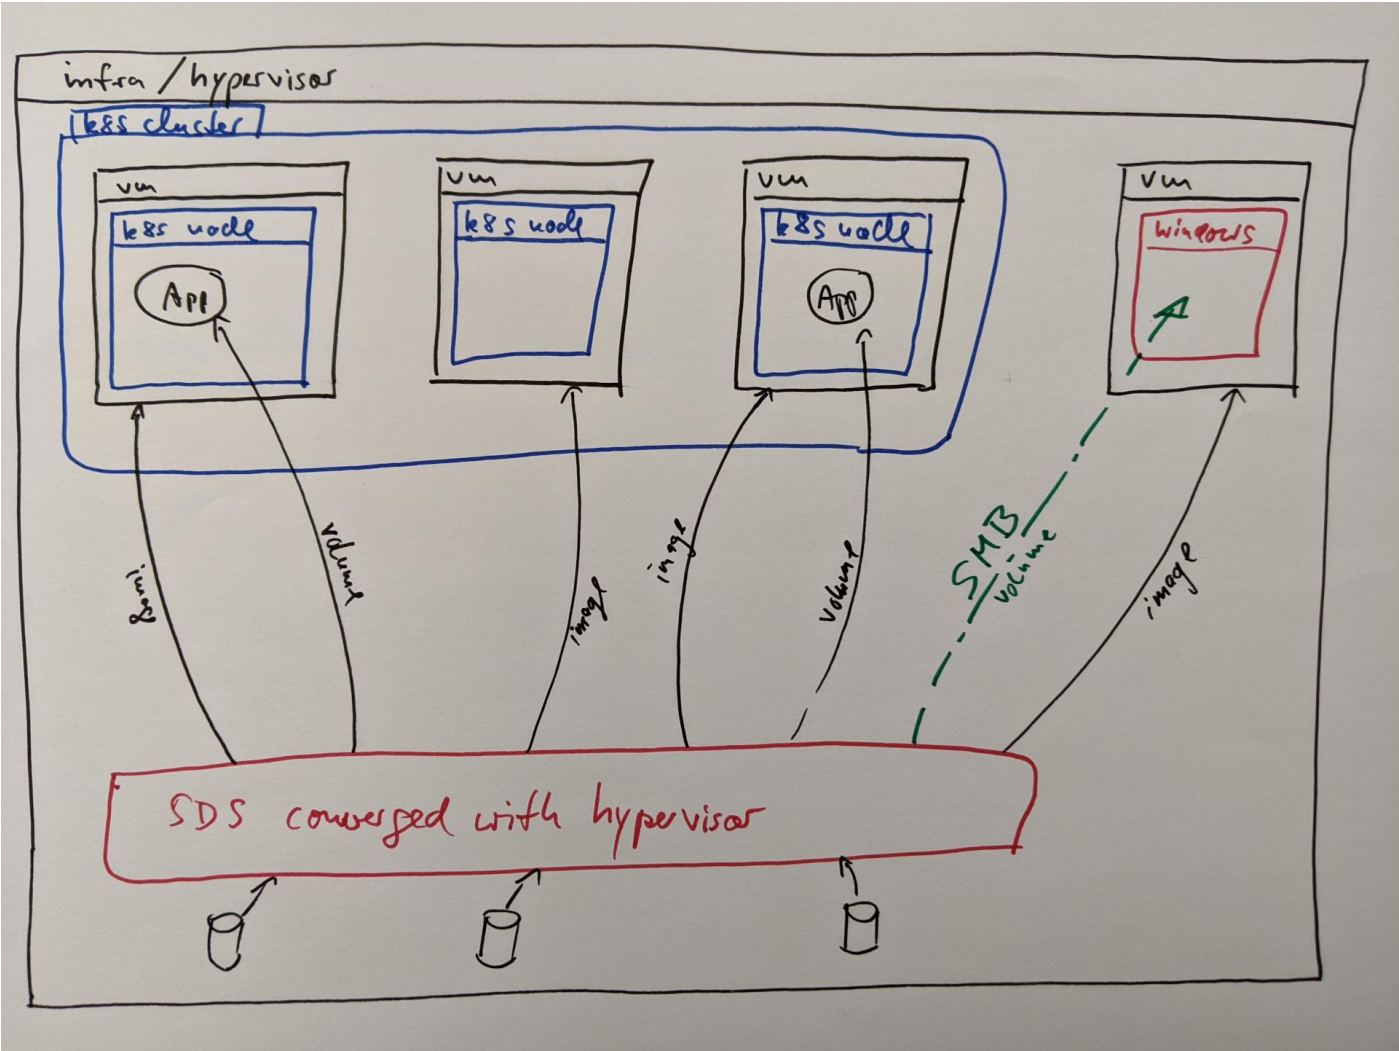 infra / hypervisor
k8s cluster
vm
vm
vm
vm
k8s node
k8s node
k8s node
windows
App
App
image
volume
image
image
volume
SMB
volume
image
SDS converged with hypervisor